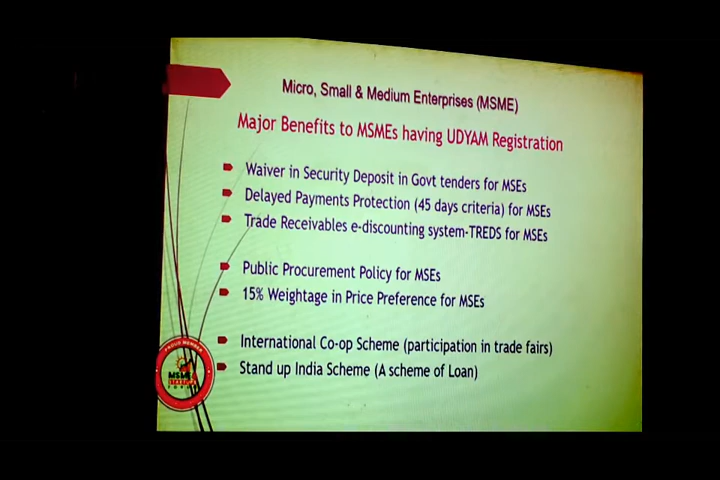 Micro, Small & Medium Enterprises (MSME)
Major Benefits to MSMEs having UDYAM Registration
Waiver in Security Deposit in Govt tenders for MSEs
Delayed Payments Protection (45 days criteria) for MSEs
Trade Receivables e-discounting system-TREDS for MSEs
Public Procurement Policy for MSEs
15% Weightage in Price Preference for MSEs
International Co-op Scheme (participation in trade fairs)
Stand up India Scheme (A scheme of Loan)
PROUD MEMBER
MSME